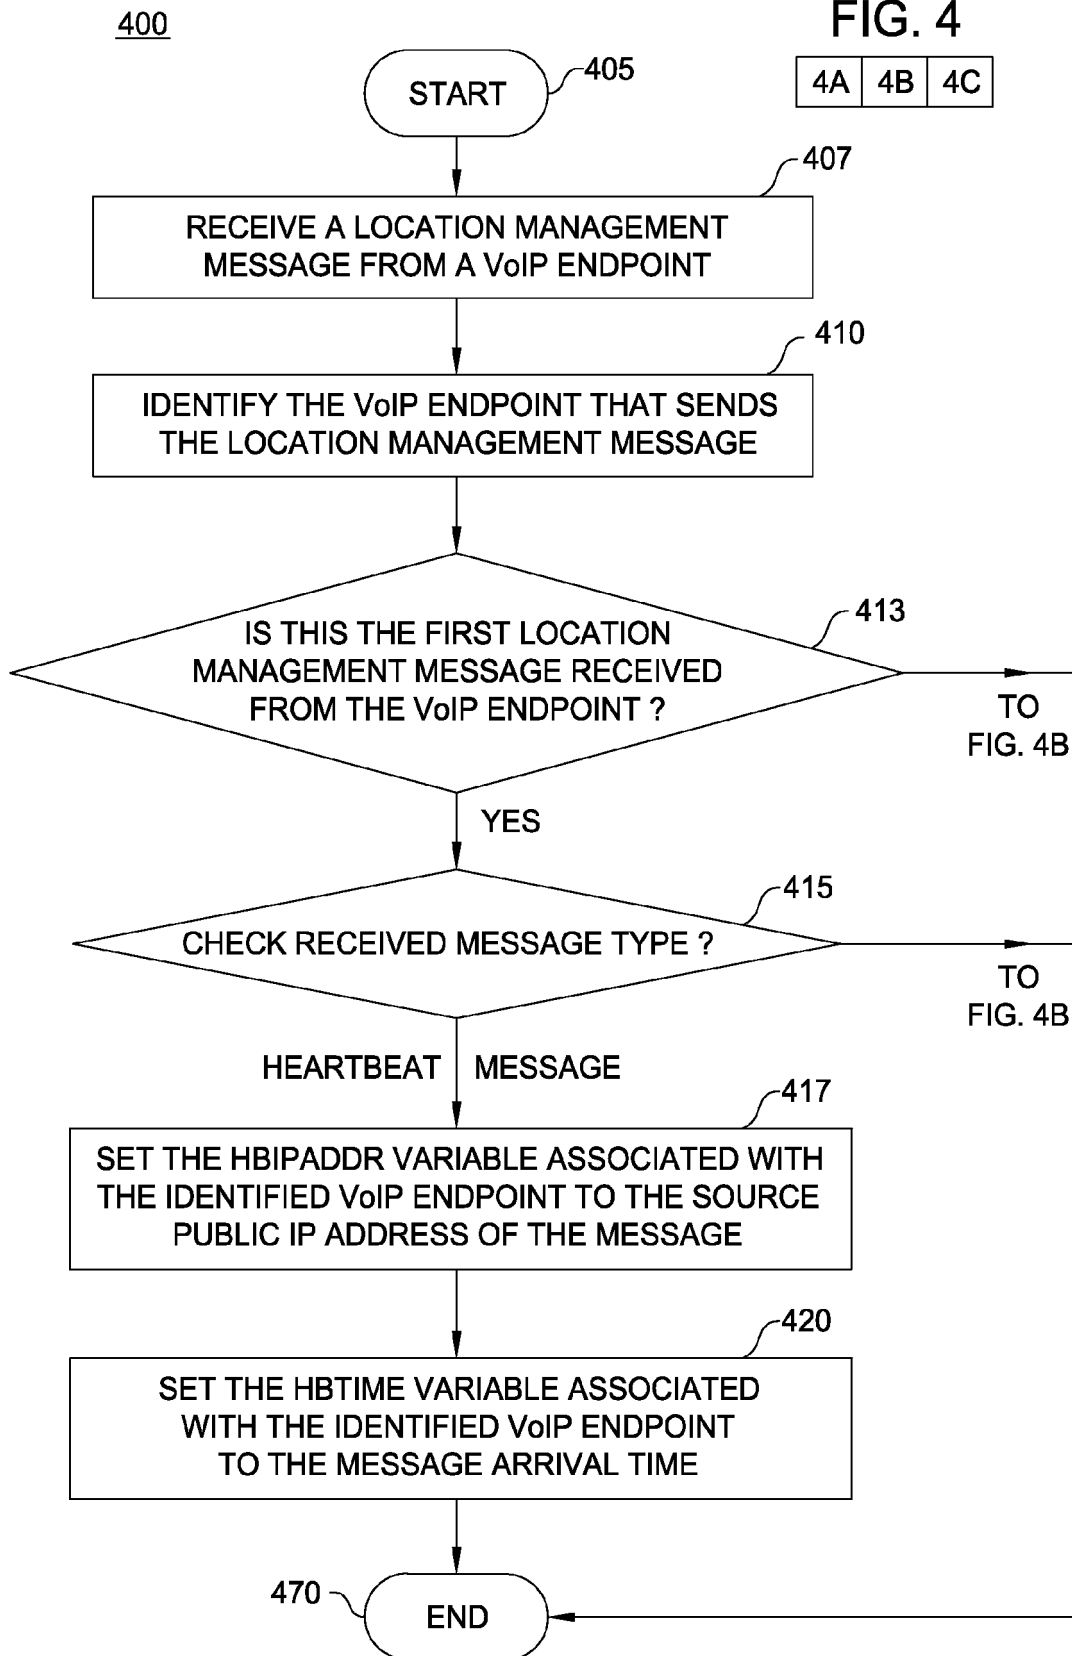 400
FIG. 4
4A 4B 4C
START
405
407
RECEIVE A LOCATION MANAGEMENT
MESSAGE FROM A VoIP ENDPOINT
410
IDENTIFY THE VoIP ENDPOINT THAT SENDS
THE LOCATION MANAGEMENT MESSAGE
413
IS THIS THE FIRST LOCATION
MANAGEMENT MESSAGE RECEIVED
FROM THE VoIP ENDPOINT ?
TO
FIG. 4B
YES
415
CHECK RECEIVED MESSAGE TYPE ?
TO
FIG. 4B
HEARTBEAT MESSAGE
417
SET THE HBIPADDR VARIABLE ASSOCIATED WITH
THE IDENTIFIED VoIP ENDPOINT TO THE SOURCE
PUBLIC IP ADDRESS OF THE MESSAGE
420
SET THE HBTIME VARIABLE ASSOCIATED
WITH THE IDENTIFIED VoIP ENDPOINT
TO THE MESSAGE ARRIVAL TIME
470
END